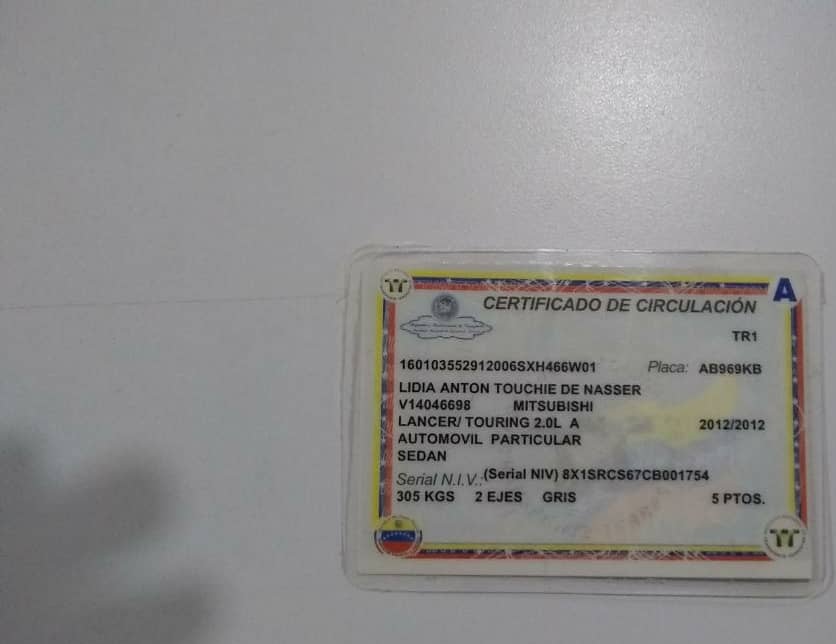 A
CERTIFICADO DE CIRCULACIÓN
TR1
160103552912006SXH466W01 Placa: AB969KB
LIDIA ANTON TOUCHIE DE NASSER
V14046698 MITSUBISHI
LANCER/ TOURING 2.0L A 2012/2012
AUTOMOVIL PARTICULAR
SEDAN
Serial N.I.V.: (Serial NIV) 8X1SRCS67CB001754
305 KGS 2 EJES GRIS 5 PTOS.